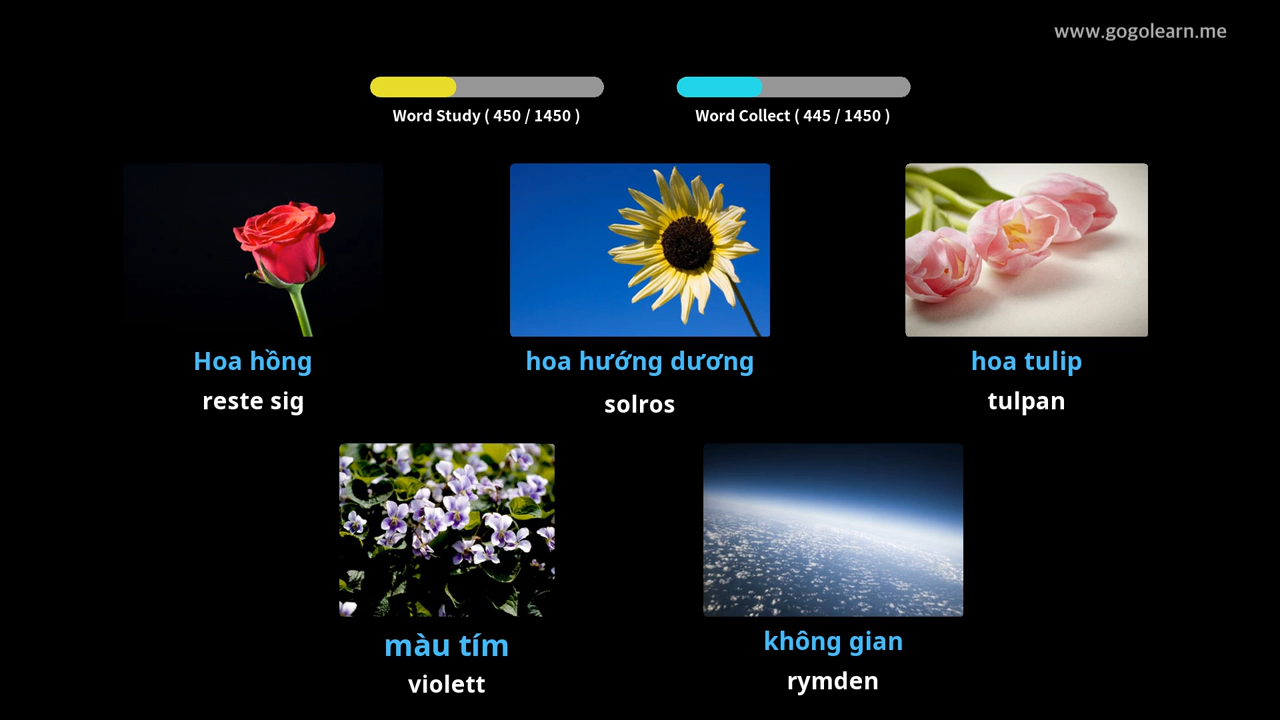 www.gogolearn.me
Word Study ( 450 / 1450 )
Word Collect ( 445 / 1450 )
Hoa hồng
reste sig
hoa hướng dương
solros
hoa tulip
tulpan
màu tím
violett
không gian
rymden